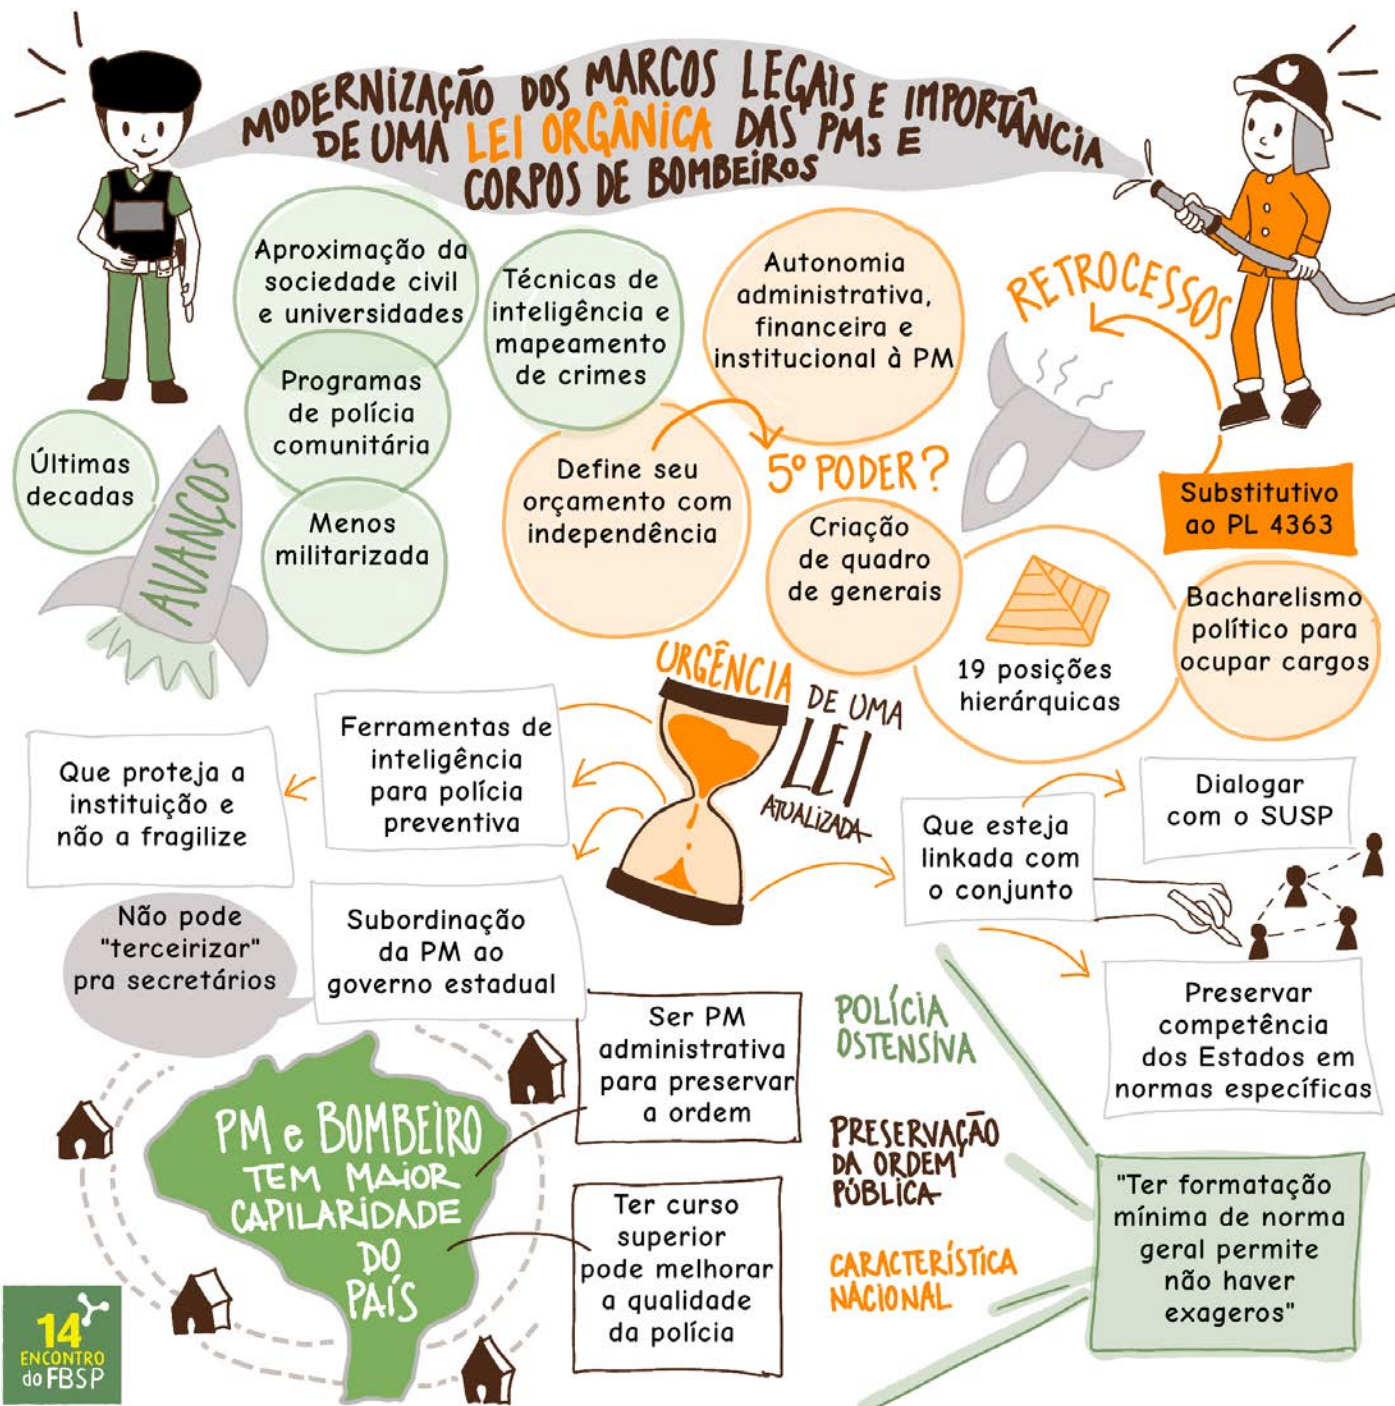 MODERNIZAÇÃO DOS MARCOS LEGAIS E IMPORTÂNCIA
DE UMA LEI ORGÂNICA DAS PMs E
CORPOS DE BOMBEIROS
Aproximação da
sociedade civil
e universidades
Técnicas de
inteligência e
mapeamento
de crimes
Autonomia
administrativa,
financeira e
institucional à PM
RETROCESSOS
Programas
de polícia
comunitária
Últimas
decadas
AVANÇOS
Menos
militarizada
Define seu
orçamento com
independência
5º PODER?
Criação
de quadro
de generais
Substitutivo
ao PL 4363
19 posições
hierárquicas
Bacharelismo
político para
ocupar cargos
URGÊNCIA
DE UMA
LEI
ATUALIZADA
Ferramentas de
inteligência
para polícia
preventiva
Que proteja a
instituição e
não a fragilize
Que esteja
linkada com
o conjunto
Dialogar
com o SUSP
Não pode
"terceirizar"
pra secretários
Subordinação
da PM ao
governo estadual
Preservar
competência
dos Estados em
normas específicas
Ser PM
administrativa
para preservar
a ordem
POLÍCIA
OSTENSIVA
PM e BOMBEIRO
TEM MAIOR
CAPILARIDADE
DO
PAÍS
PRESERVAÇÃO
DA ORDEM
PÚBLICA
Ter curso
superior
pode melhorar
a qualidade
da polícia
CARACTERÍSTICA
NACIONAL
"Ter formatação
mínima de norma
geral permite
não haver
exageros"
14
ENCONTRO
do FBSP